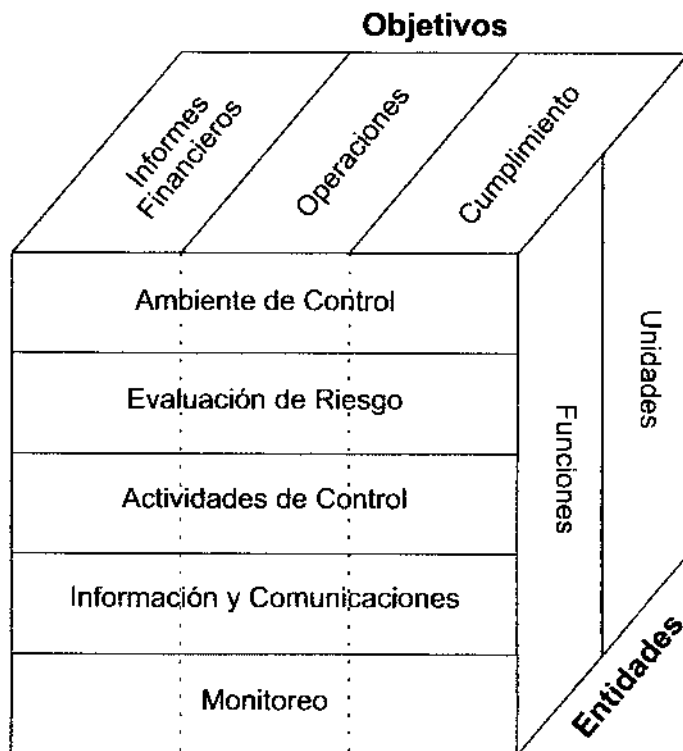 Objetivos
Informes
Financieros
Operaciones
Cumplimiento
Ambiente de Control
Evaluación de Riesgo
Actividades de Control
Información y Comunicaciones
Monitoreo
Funciones
Unidades
Entidades